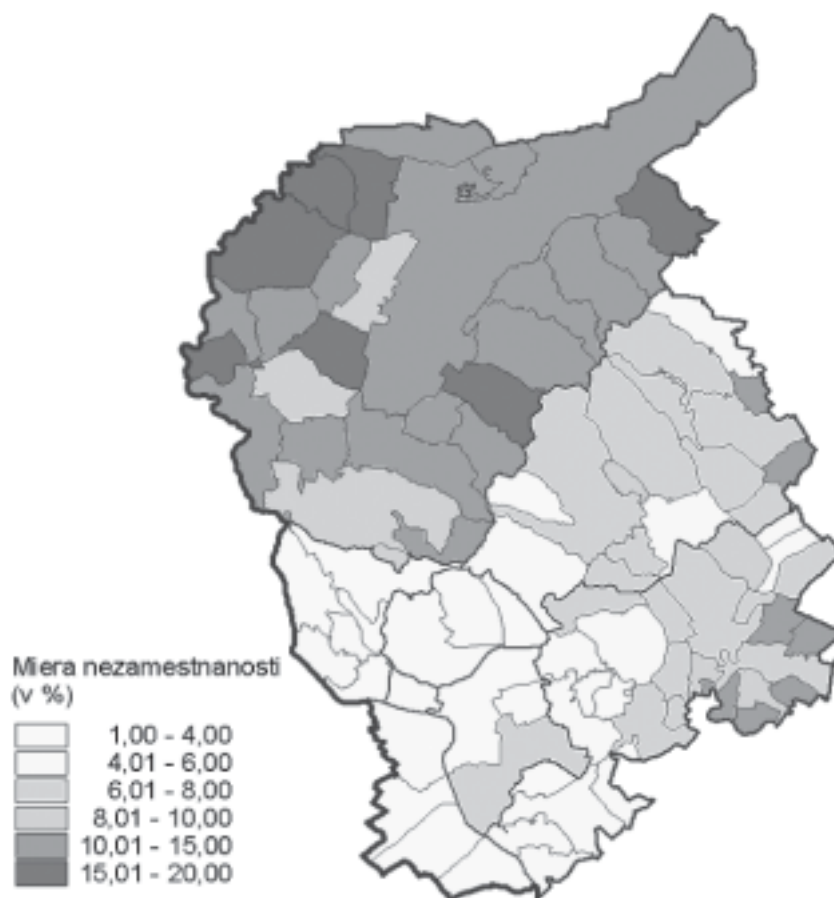 Miera nezamestnanosti
(v %)
1,00 - 4,00
4,01 - 6,00
6,01 - 8,00
8,01 - 10,00
10,01 - 15,00
15,01 - 20,00